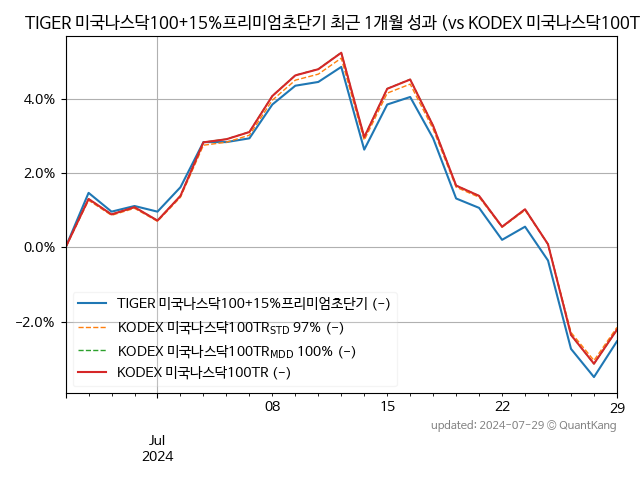 TIGER 미국나스닥100+15%프리미엄초단기 최근 1개월 성과 (vs KODEX 미국나스닥100T
4.0%
2.0%
0.0%
−2.0%
TIGER 미국나스닥100+15%프리미엄초단기 (-)
KODEX 미국나스닥100TRSTD 97% (-)
KODEX 미국나스닥100TRMDD 100% (-)
KODEX 미국나스닥100TR (-)
08 15 22 29
Jul
2024
updated: 2024-07-29 © QuantKang